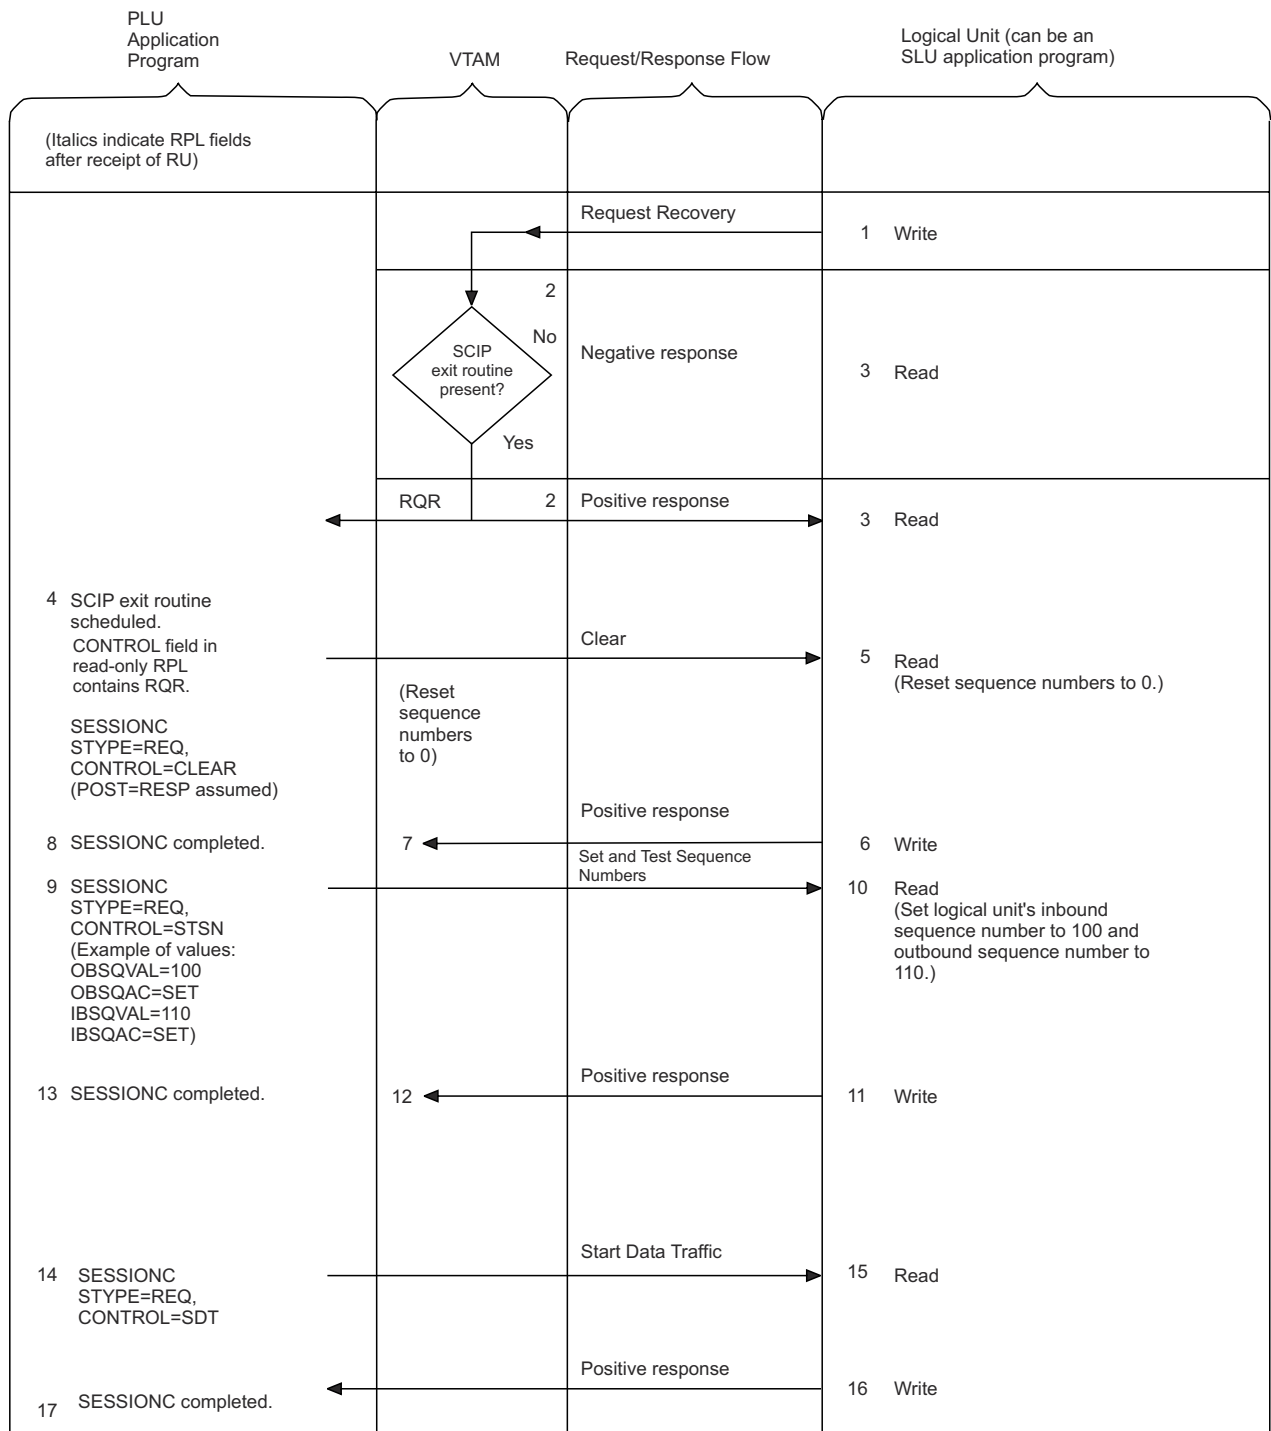 PLU
Application
Program
VTAM
Request/Response Flow
Logical Unit (can be an
SLU application program)
(Italics indicate RPL fields
after receipt of RU)
Request Recovery
1 Write
2
No
SCIP
exit routine
present?
Yes
Negative response
3 Read
RQR
2
Positive response
3 Read
4 SCIP exit routine
scheduled.
CONTROL field in
read-only RPL
contains RQR.
SESSIONC
STYPE=REQ,
CONTROL=CLEAR
(POST=RESP assumed)
Clear
(Reset
sequence
numbers
to 0)
5 Read
(Reset sequence numbers to 0.)
Positive response
8 SESSIONC completed.
7
6 Write
Set and Test Sequence
Numbers
9 SESSIONC
STYPE=REQ,
CONTROL=STSN
(Example of values:
OBSQVAL=100
OBSQAC=SET
IBSQVAL=110
IBSQAC=SET)
10 Read
(Set logical unit's inbound
sequence number to 100 and
outbound sequence number to
110.)
Positive response
13 SESSIONC completed.
12
11 Write
Start Data Traffic
14 SESSIONC
STYPE=REQ,
CONTROL=SDT
15 Read
Positive response
16 Write
17 SESSIONC completed.